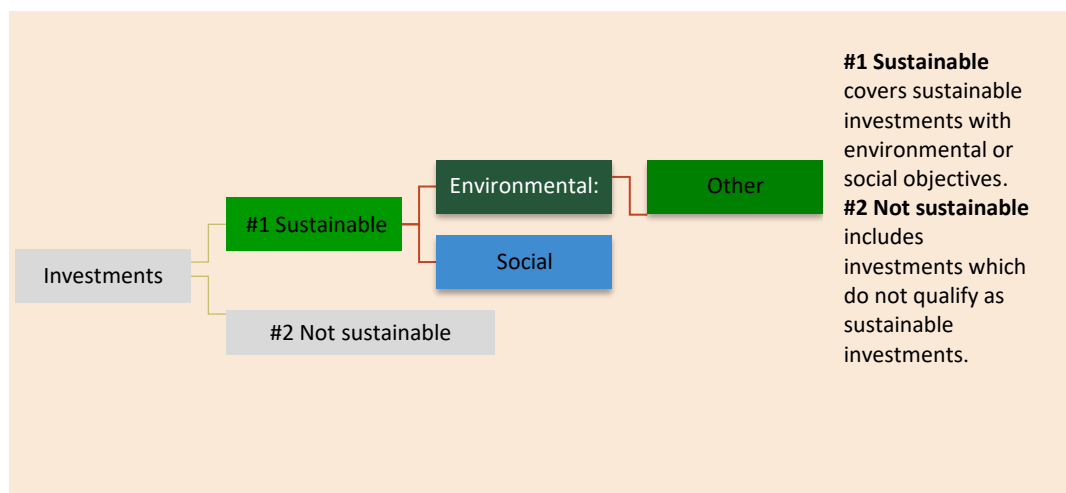 Investments
#1 Sustainable
#2 Not sustainable
Environmental:
Social
Other
#1 Sustainable
covers sustainable
investments with
environmental or
social objectives.
#2 Not sustainable
includes
investments which
do not qualify as
sustainable
investments.